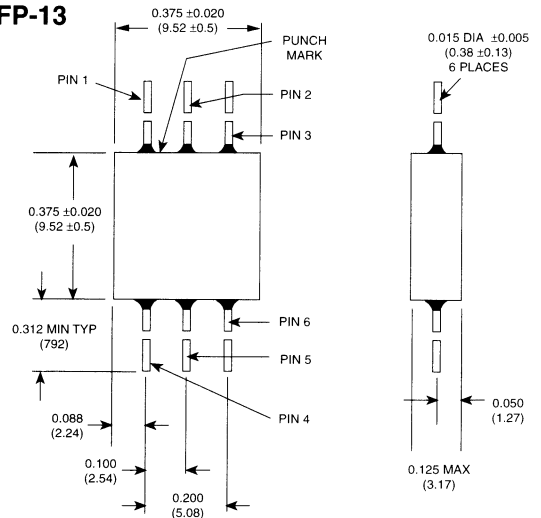 FP-13
0.375 ±0.020
(9.52 ±0.5)
PUNCH
MARK
0.015 DIA ±0.005
(0.38 ±0.13)
6 PLACES
PIN 1
PIN 2
PIN 3
0.375 ±0.020
(9.52 ±0.5)
0.312 MIN TYP
(792)
PIN 6
PIN 5
PIN 4
0.088
(2.24)
0.100
(2.54)
0.200
(5.08)
0.050
(1.27)
0.125 MAX
(3.17)